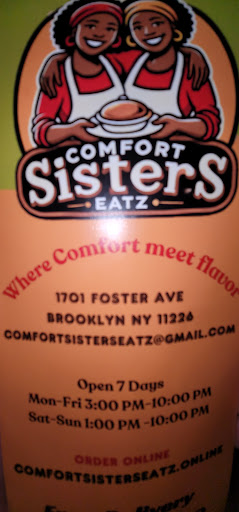 COMFORT
SisterS
EATZ
Where Comfort meet flavor
1701 FOSTER AVE
BROOKLYN NY 11226
COMFORTSISTERSEATZ@GMAIL.COM
Open 7 Days
Mon-Fri 3:00 PM-10:00 PM
Sat-Sun 1:00 PM -10:00 PM
ORDER ONLINE
COMFORTSISTERSEATZ.ONLINE